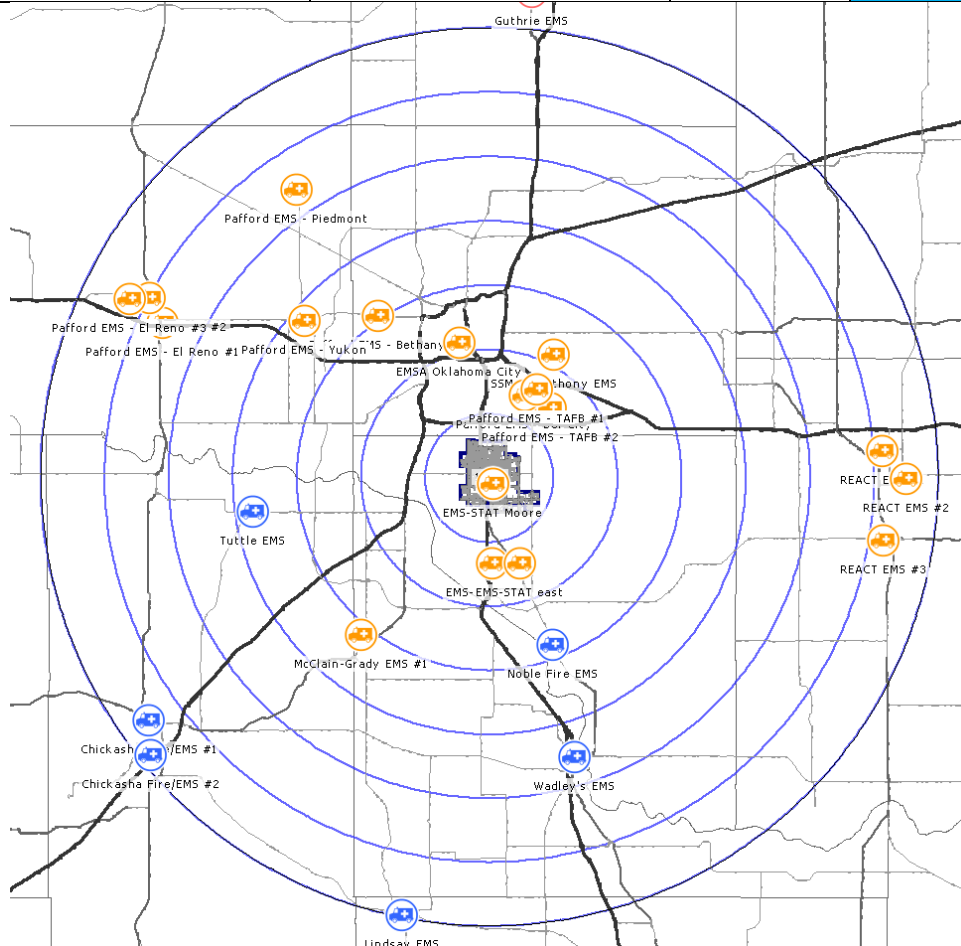 Guthrie EMS
Pafford EMS - Piedmont
Pafford EMS - El Reno #3 #2
Pafford EMS - El Reno #1
Pafford EMS - Yukon
EMS - Bethany
EMSA Oklahoma City
SSM
thony EMS
Pafford EMS - TAFB #1
Pafford EMS - TAFB #2
REACT E
REACT EMS #2
EMS-STAT Moore
Tuttle EMS
REACT EMS #3
EMS-EMS-STAT east
McClain-Grady EMS #1
Noble Fire EMS
Chickash
/EMS #1
Chickasha Fire/EMS #2
Wadley's EMS
Lindsay EMS